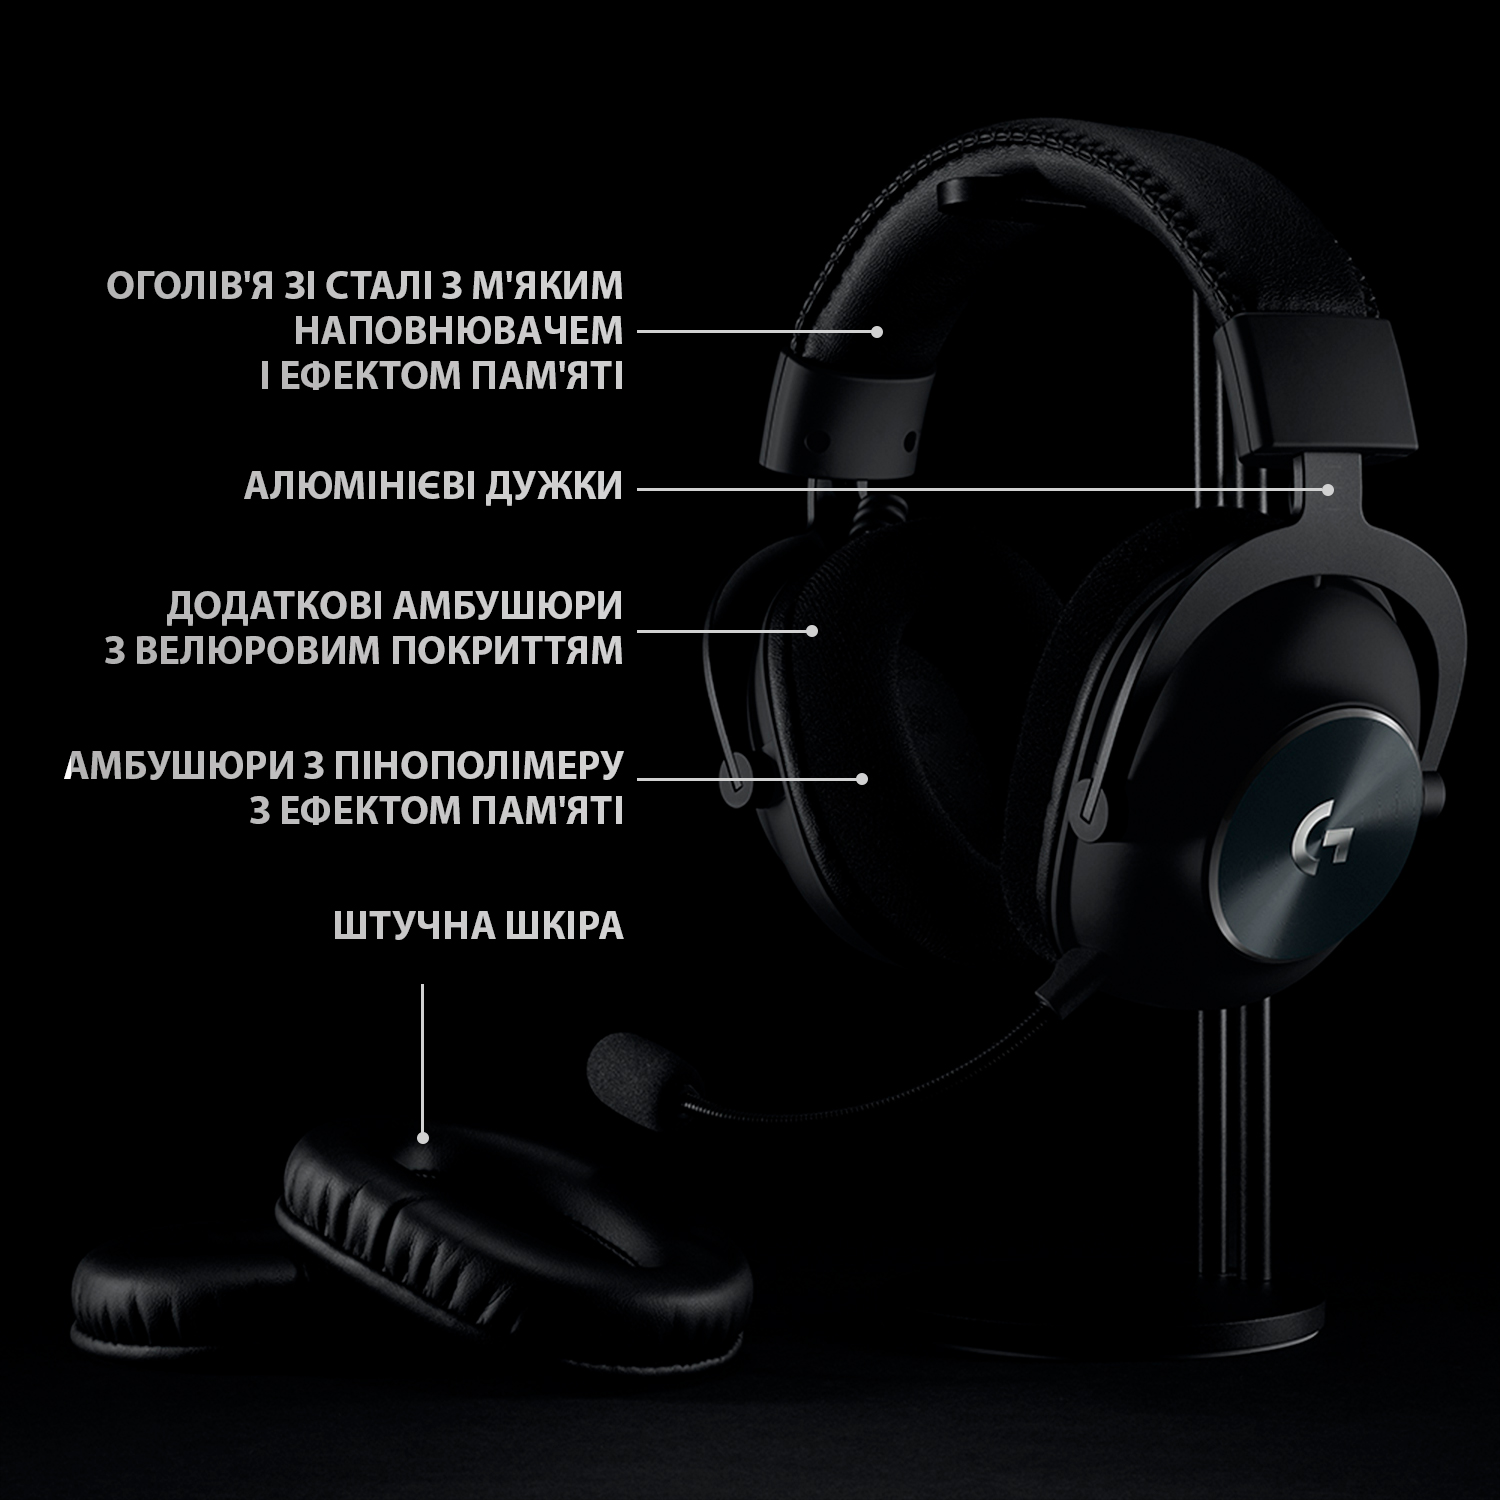 ОГОЛІВ'Я ЗІ СТАЛІ З М'ЯКИМ
НАПОВНЮВАЧЕМ
І ЕФЕКТОМ ПАМ'ЯТІ
АЛЮМІНІЄВІ ДУЖКИ
ДОДАТКОВІ АМБУШЮРИ
З ВЕЛЮРОВИМ ПОКРИТТЯМ
АМБУШЮРИ З ПІНОПОЛІМЕРУ
З ЕФЕКТОМ ПАМ'ЯТІ
ШТУЧНА ШКІРА
G